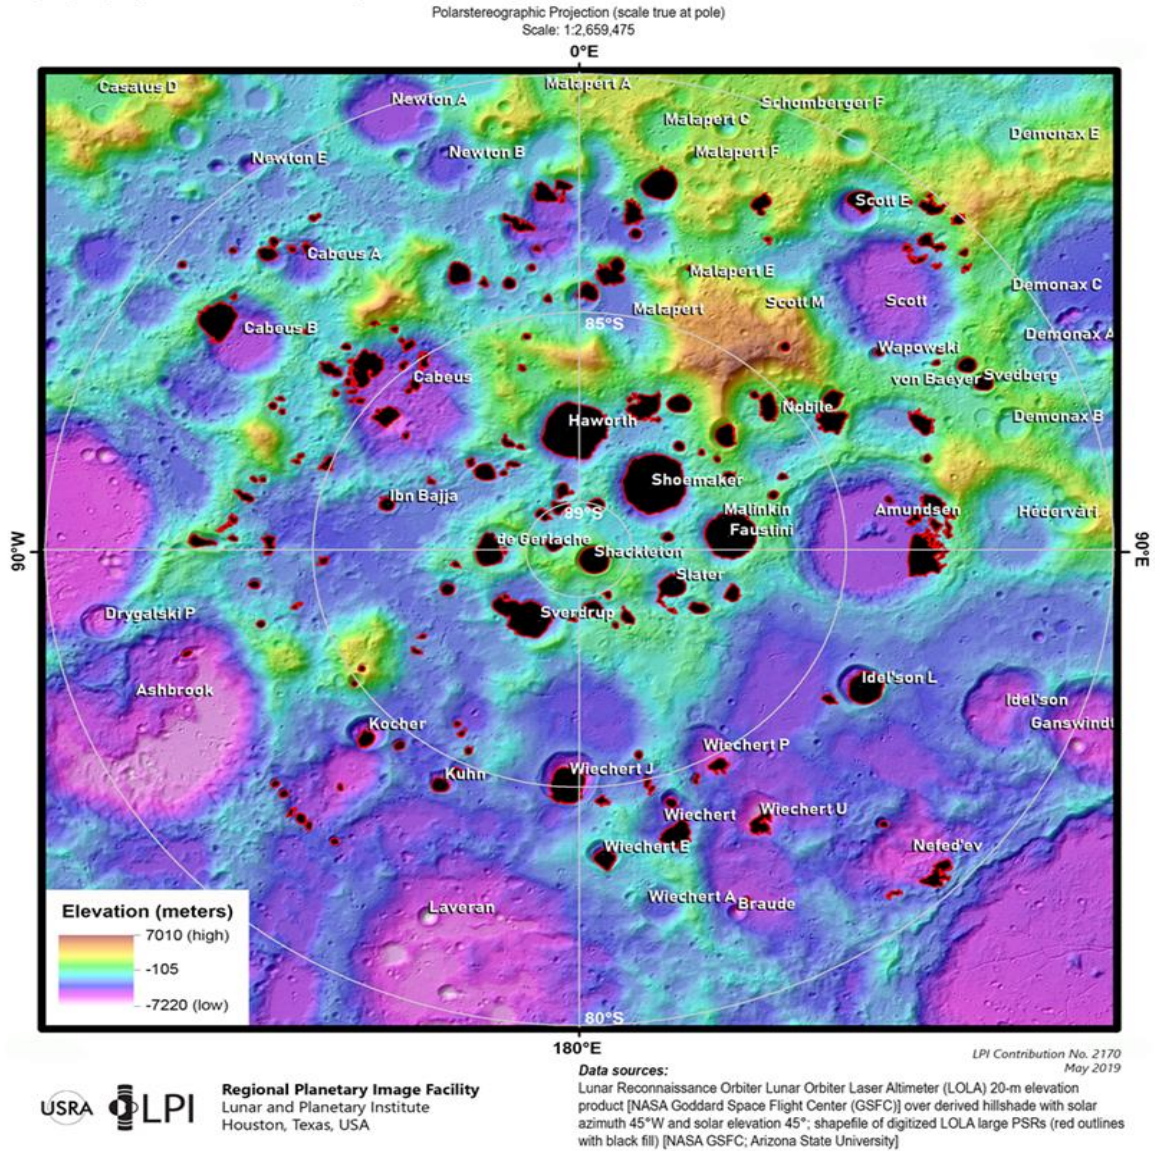 Polarstereographic Projection (scale true at pole)
Scale: 1:2,659,475
0°E
Casatus D
Newton A
Malapert A
Schomberger F
Malapert C
Demonax E
Newton E
Newton B
Malapert F
Scott E
Cabeus A
Malapert E
Demonax C
Malapert
Scott M
Scott
85°S
Cabeus B
Demonax A
Wapowski
Cabeus
von Baeyer
Svedberg
Nobile
Demonax B
Haworth
Shoemaker
Ibn Bajja
Malinkin
Amundsen
Hédervári
89°S
Faustini
90°W
de Gerlache
Shackleton
90°E
Slater
Drygalski P
Sverdrup
Ashbrook
Idel'son L
Idel'son
Kocher
Ganswindt
Wiechert P
Kuhn
Wiechert J
Wiechert
Wiechert U
Wiechert E
Nefed'ev
Wiechert A
Braude
Laveran
Elevation (meters)
7010 (high)
-105
-7220 (low)
80°S
180°E
LPI Contribution No. 2170
May 2019
USRA
LPI
Regional Planetary Image Facility
Lunar and Planetary Institute
Houston, Texas, USA
Data sources:
Lunar Reconnaissance Orbiter Lunar Orbiter Laser Altimeter (LOLA) 20-m elevation
product [NASA Goddard Space Flight Center (GSFC)] over derived hillshade with solar
azimuth 45°W and solar elevation 45°; shapefile of digitized LOLA large PSRs (red outlines
with black fill) [NASA GSFC; Arizona State University]